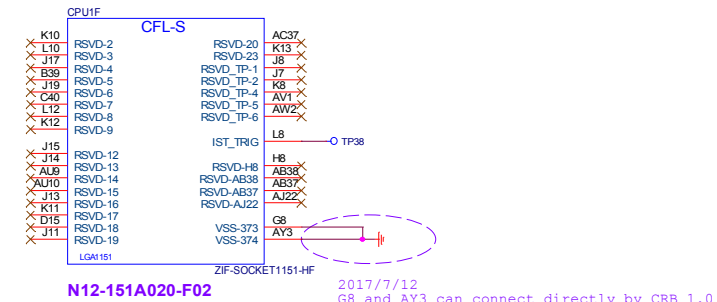 CPU1F
CFL-S
K10 RSVD-2 RSVD-20 AC37
L10 RSVD-3 RSVD-23 K13
J17 RSVD-4 RSVD_TP-1 J8
B39 RSVD-5 RSVD_TP-2 J7
J19 RSVD-6 RSVD_TP-4 K8
C40 RSVD-7 RSVD_TP-5 AV1
L12 RSVD-8 RSVD_TP-6 AW2
K12 RSVD-9
IST_TRIG L8 TP38
J15 RSVD-12
J14 RSVD-13 RSVD-H8 H8
AU9 RSVD-14 RSVD-AB38 AB38
AU10 RSVD-15 RSVD-AB37 AB37
J13 RSVD-16 RSVD-AJ22 AJ22
K11 RSVD-17
D15 RSVD-18 VSS-373 G8
J11 RSVD-19 VSS-374 AY3
LGA1151
ZIF-SOCKET1151-HF
N12-151A020-F02
2017/7/12
G8 and AY3 can connect directly by CRB 1.0